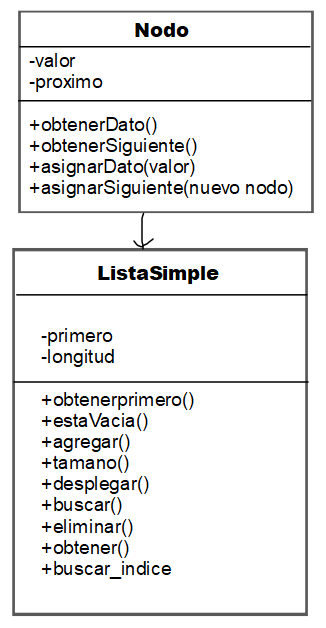 Nodo
-valor
-proximo
+obtenerDato()
+obtenerSiguiente()
+asignarDato(valor)
+asignarSiguiente(nuevo nodo)
ListaSimple
-primero
-longitud
+obtenerprimero()
+estaVacia()
+agregar()
+tamano()
+desplegar()
+buscar()
+eliminar()
+obtener()
+buscar_indice